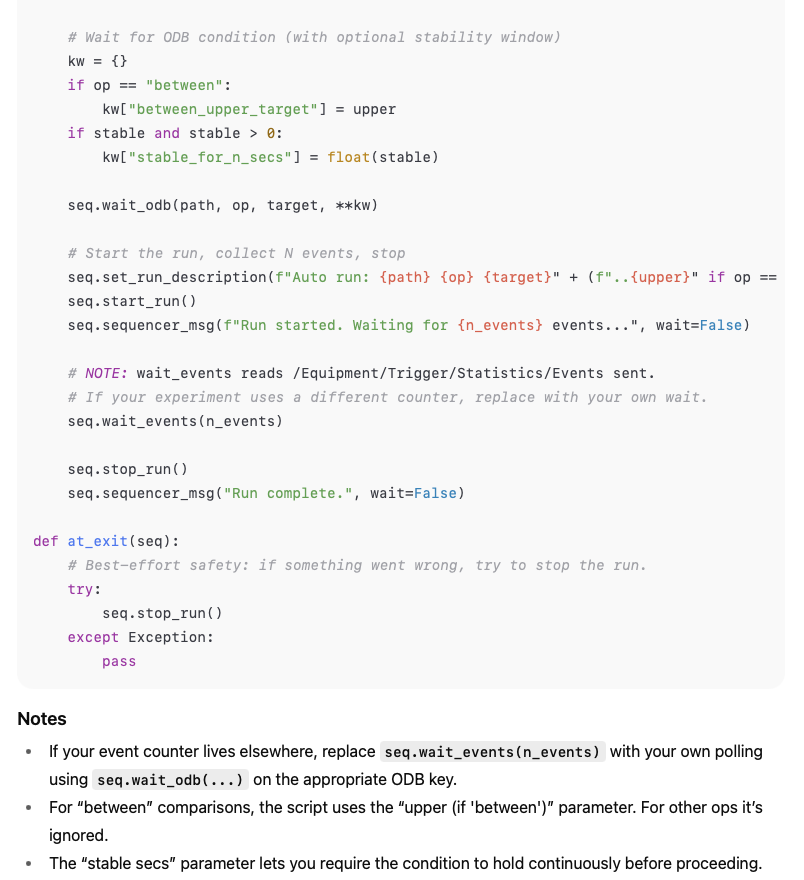 # Wait for ODB condition (with optional stability window)
    kw = {}
    if op == "between":
        kw["between_upper_target"] = upper
    if stable and stable > 0:
        kw["stable_for_n_secs"] = float(stable)

    seq.wait_odb(path, op, target, **kw)

    # Start the run, collect N events, stop
    seq.set_run_description(f"Auto run: {path} {op} {target}" + (f"..{upper}" if op ==
    seq.start_run()
    seq.sequencer_msg(f"Run started. Waiting for {n_events} events...", wait=False)

    # NOTE: wait_events reads /Equipment/Trigger/Statistics/Events sent.
    # If your experiment uses a different counter, replace with your own wait.
    seq.wait_events(n_events)

    seq.stop_run()
    seq.sequencer_msg("Run complete.", wait=False)

def at_exit(seq):
    # Best-effort safety: if something went wrong, try to stop the run.
    try:
        seq.stop_run()
    except Exception:
        pass

Notes
• If your event counter lives elsewhere, replace seq.wait_events(n_events) with your own polling
using seq.wait_odb(...) on the appropriate ODB key.
• For “between” comparisons, the script uses the “upper (if 'between')” parameter. For other ops it’s
ignored.
• The “stable secs” parameter lets you require the condition to hold continuously before proceeding.